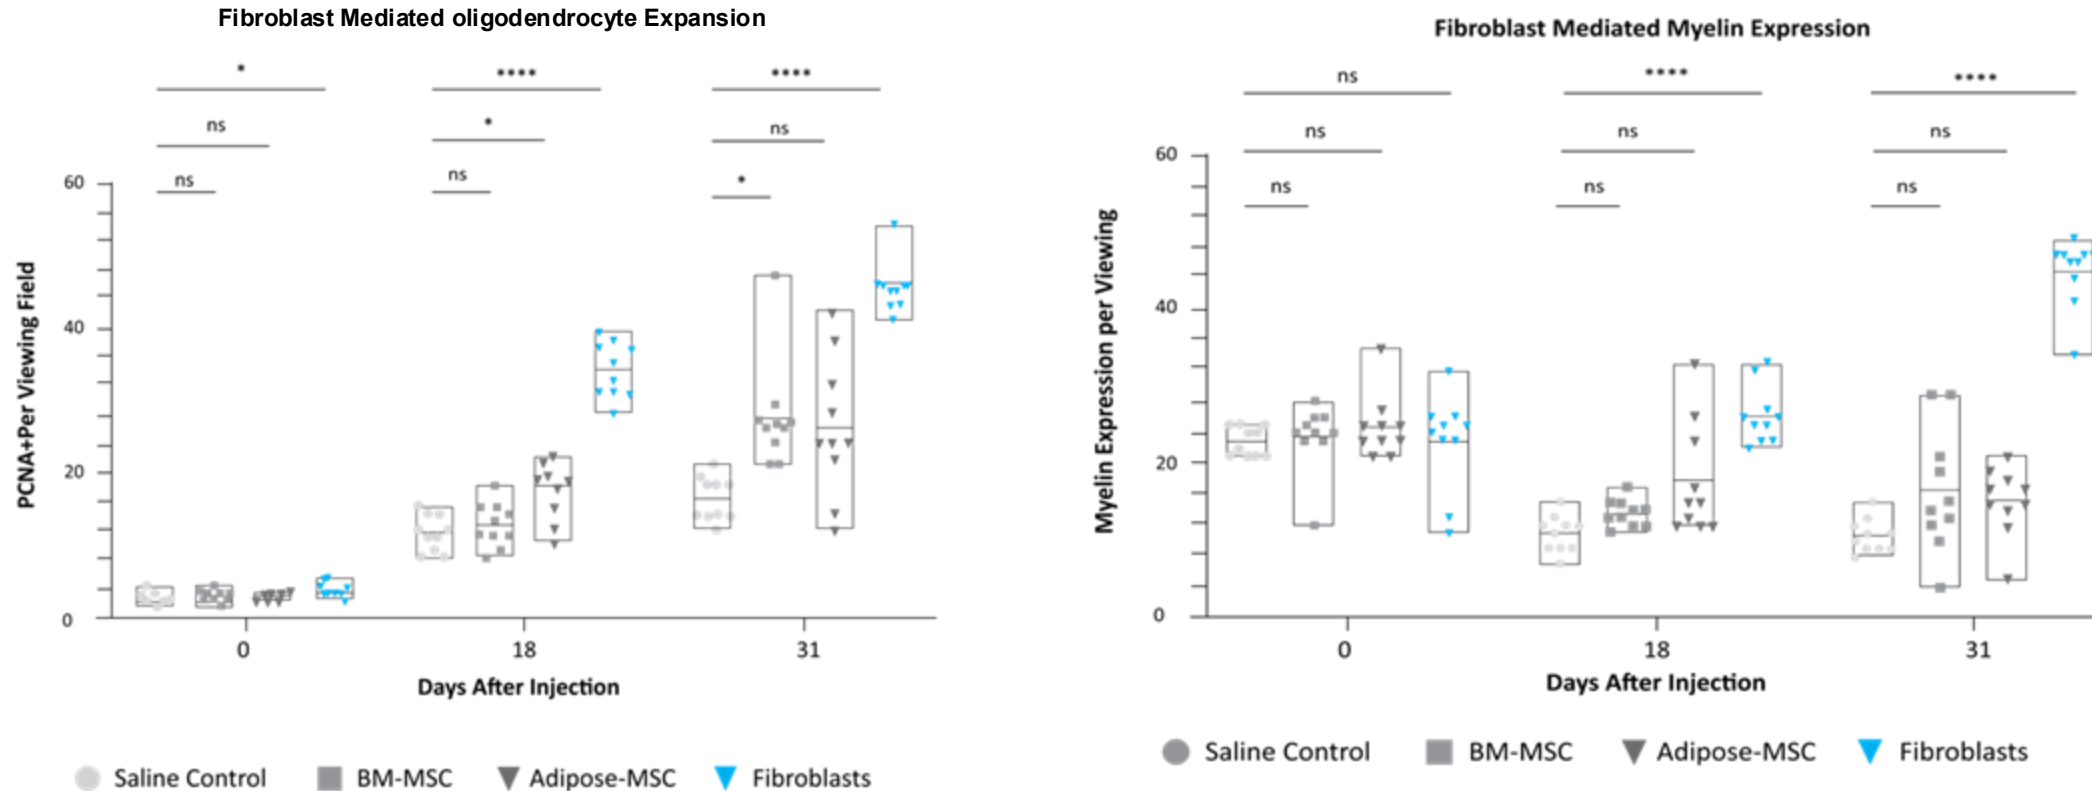 Fibroblast Mediated oligodendrocyte Expansion
*
****
****
ns
*
ns
ns
ns
*
60
40
20
0
PCNA+Per Viewing Field
0
18
31
Days After Injection
Saline Control
BM-MSC
Adipose-MSC
Fibroblasts
Fibroblast Mediated Myelin Expression
ns
****
****
ns
ns
ns
ns
ns
ns
60
40
20
0
Myelin Expression per Viewing
0
18
31
Days After Injection
Saline Control
BM-MSC
Adipose-MSC
Fibroblasts